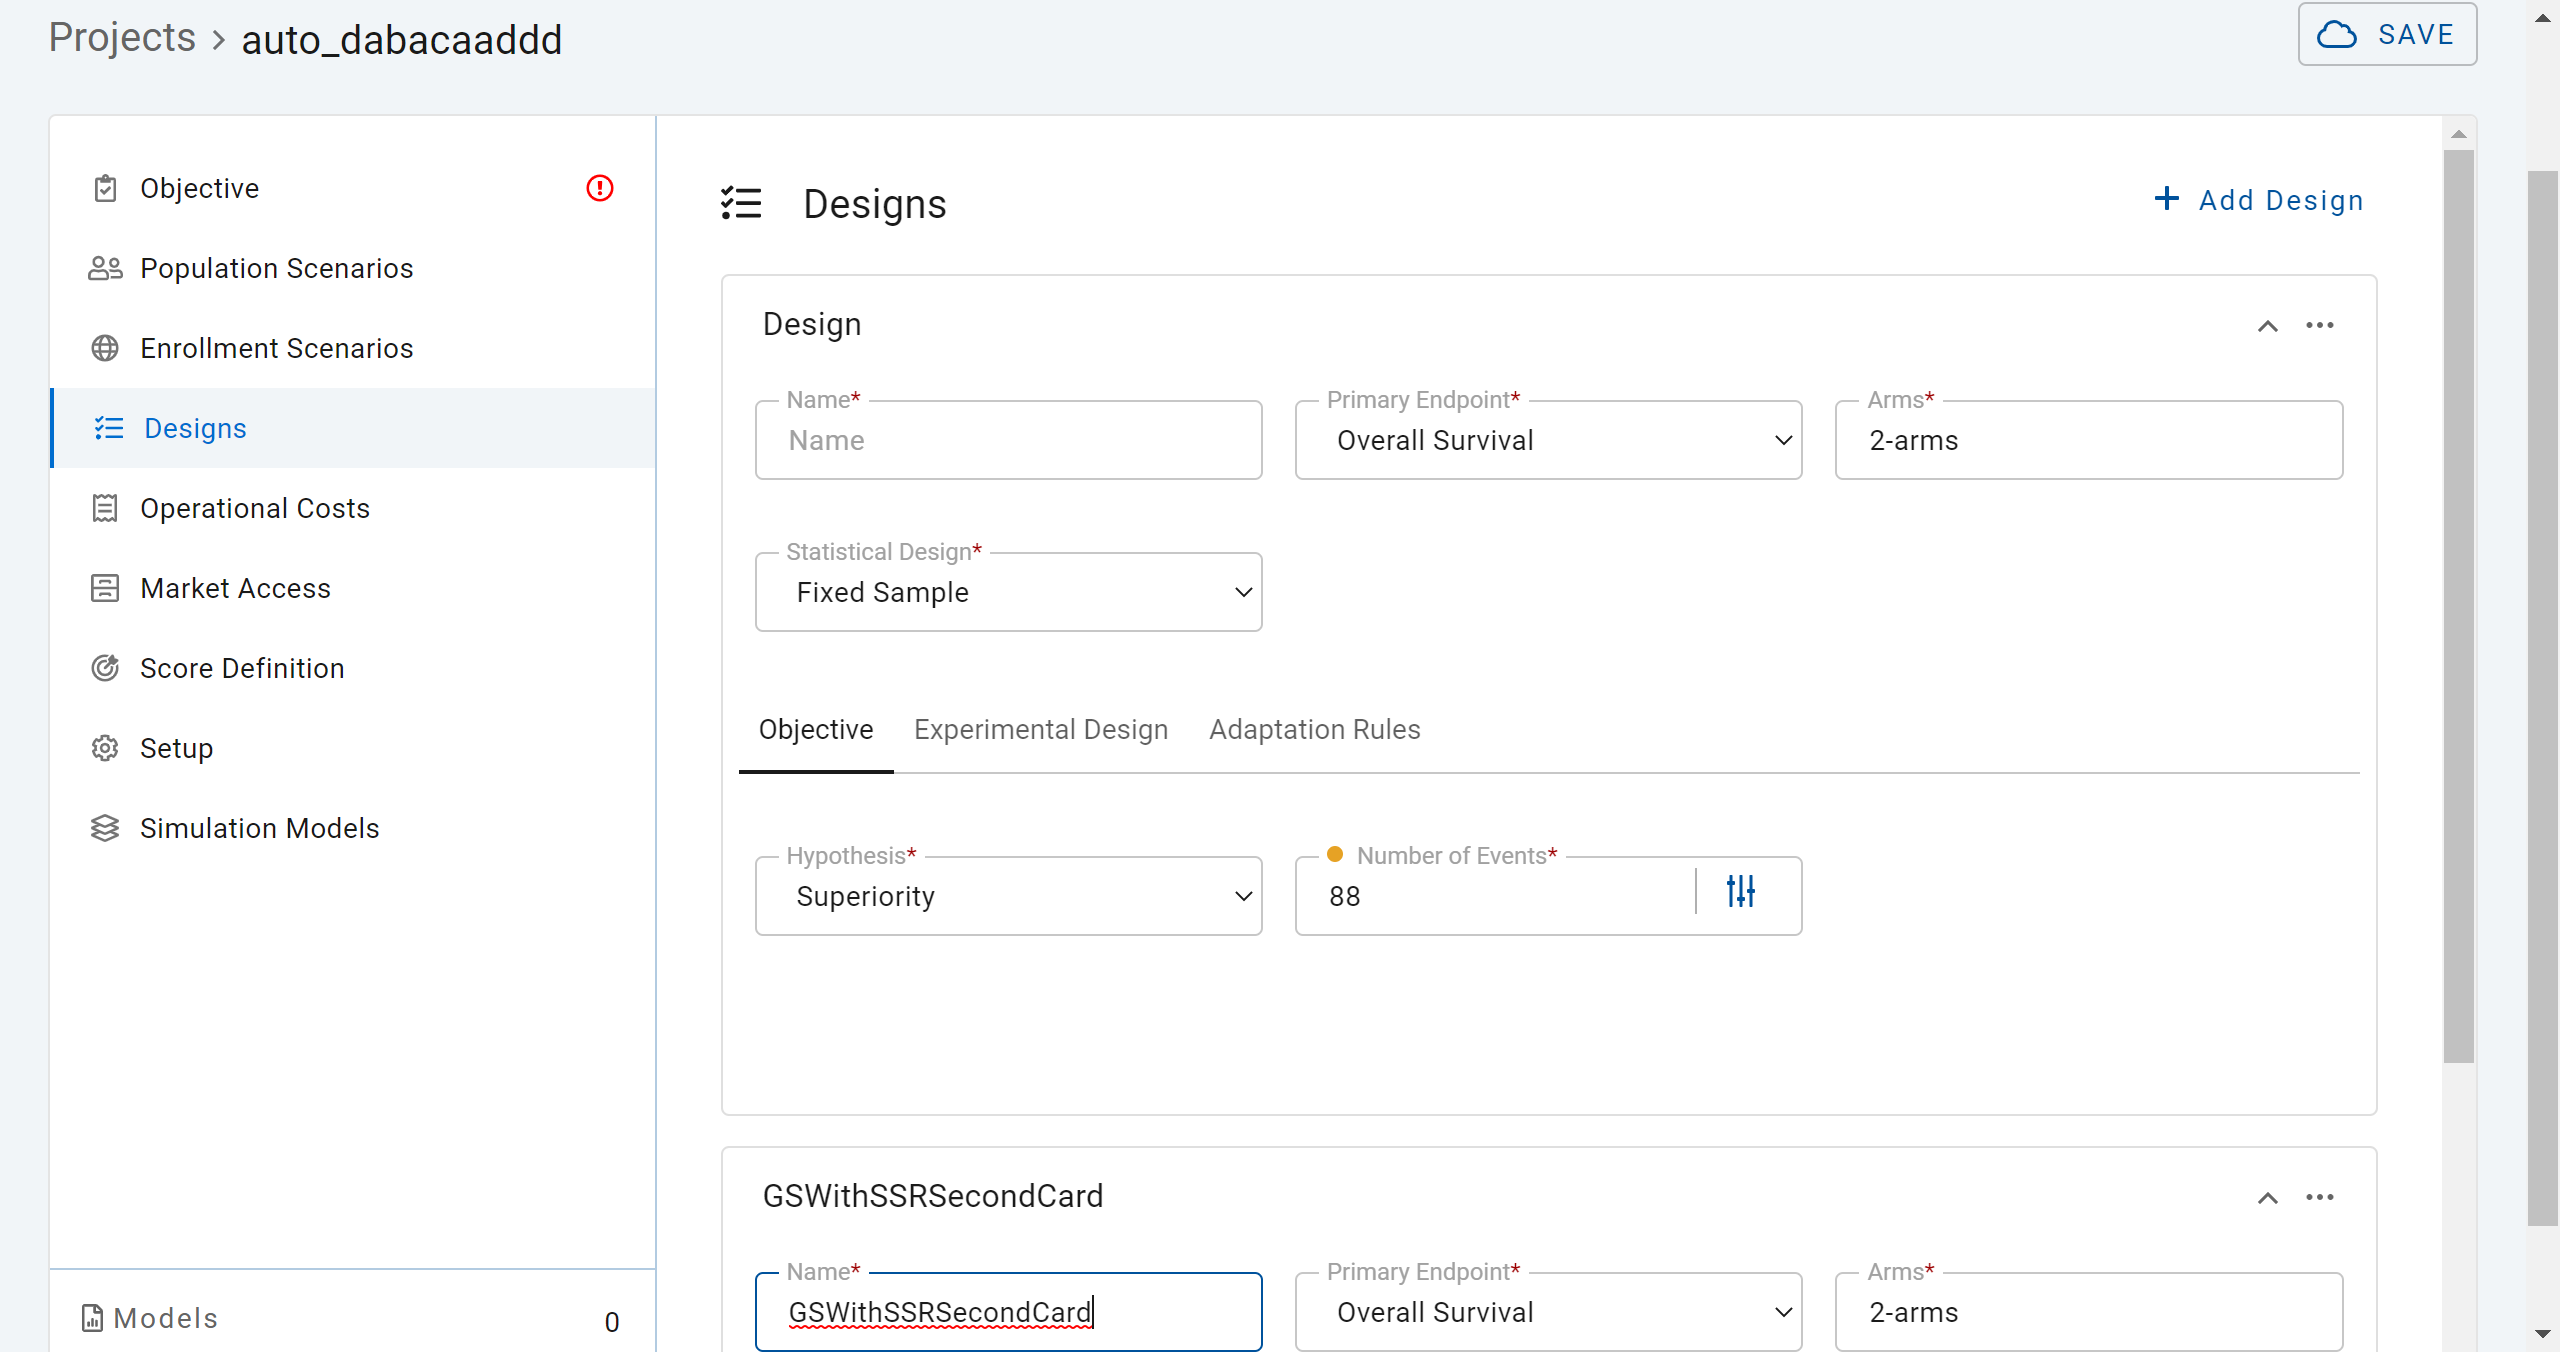 Projects > auto_dabacaaddd
SAVE
Objective
Population Scenarios
Enrollment Scenarios
Designs
Operational Costs
Market Access
Score Definition
Setup
Simulation Models
Models 0
Designs
+ Add Design
Design
Name*
Name
Primary Endpoint*
Overall Survival
Arms*
2-arms
Statistical Design*
Fixed Sample
Objective Experimental Design Adaptation Rules
Hypothesis*
Superiority
Number of Events*
88
GSWithSSRSecondCard
Name*
GSWithSSRSecondCard
Primary Endpoint*
Overall Survival
Arms*
2-arms